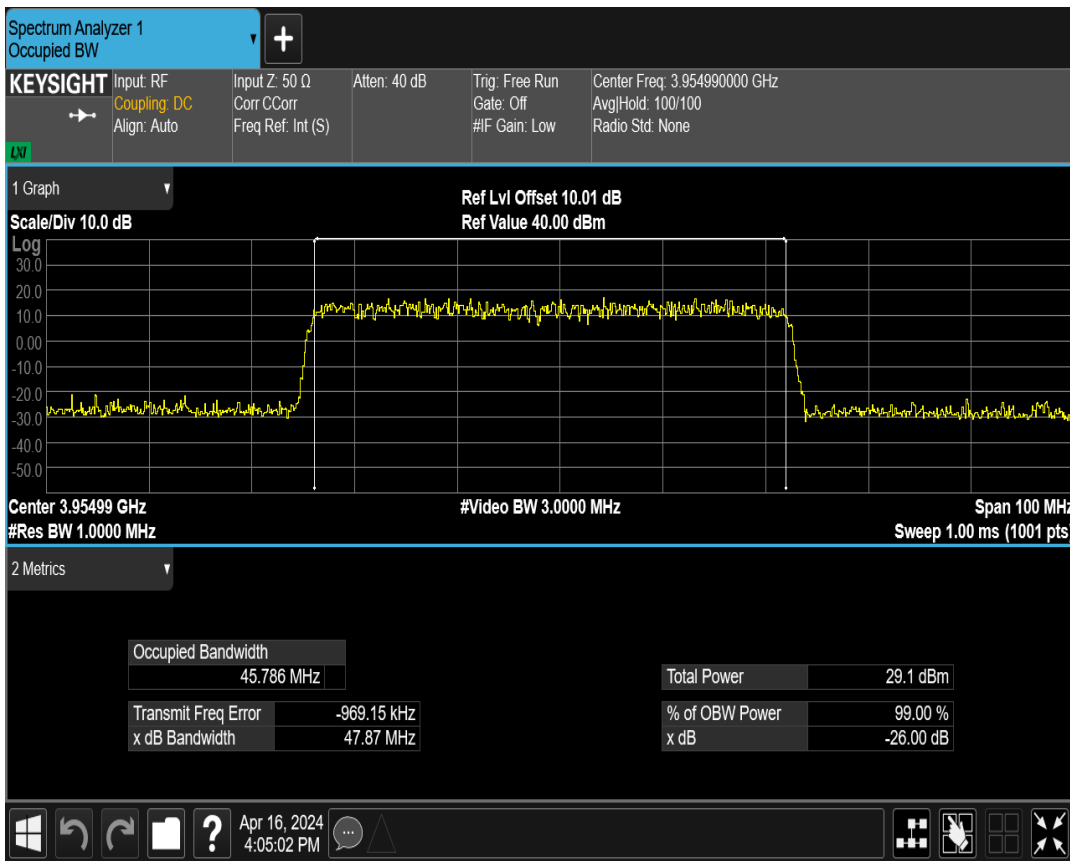 Spectrum Analyzer 1
Occupied BW
+
KEYSIGHT
LXI
Input: RF
Coupling: DC
Align: Auto
Input Z: 50 Ω
Corr CCorr
Freq Ref: Int (S)
Atten: 40 dB
Trig: Free Run
Gate: Off
#IF Gain: Low
Center Freq: 3.954990000 GHz
Avg|Hold: 100/100
Radio Std: None
1 Graph
Ref Lvl Offset 10.01 dB
Scale/Div 10.0 dB
Ref Value 40.00 dBm
Log
30.0
20.0
10.0
0.00
-10.0
-20.0
-30.0
-40.0
-50.0
Center 3.95499 GHz
#Video BW 3.0000 MHz
Span 100 MHz
#Res BW 1.0000 MHz
Sweep 1.00 ms (1001 pts)
2 Metrics
Occupied Bandwidth
45.786 MHz
Total Power 29.1 dBm
Transmit Freq Error -969.15 kHz
% of OBW Power 99.00 %
x dB Bandwidth 47.87 MHz
x dB -26.00 dB
?
Apr 16, 2024
4:05:02 PM